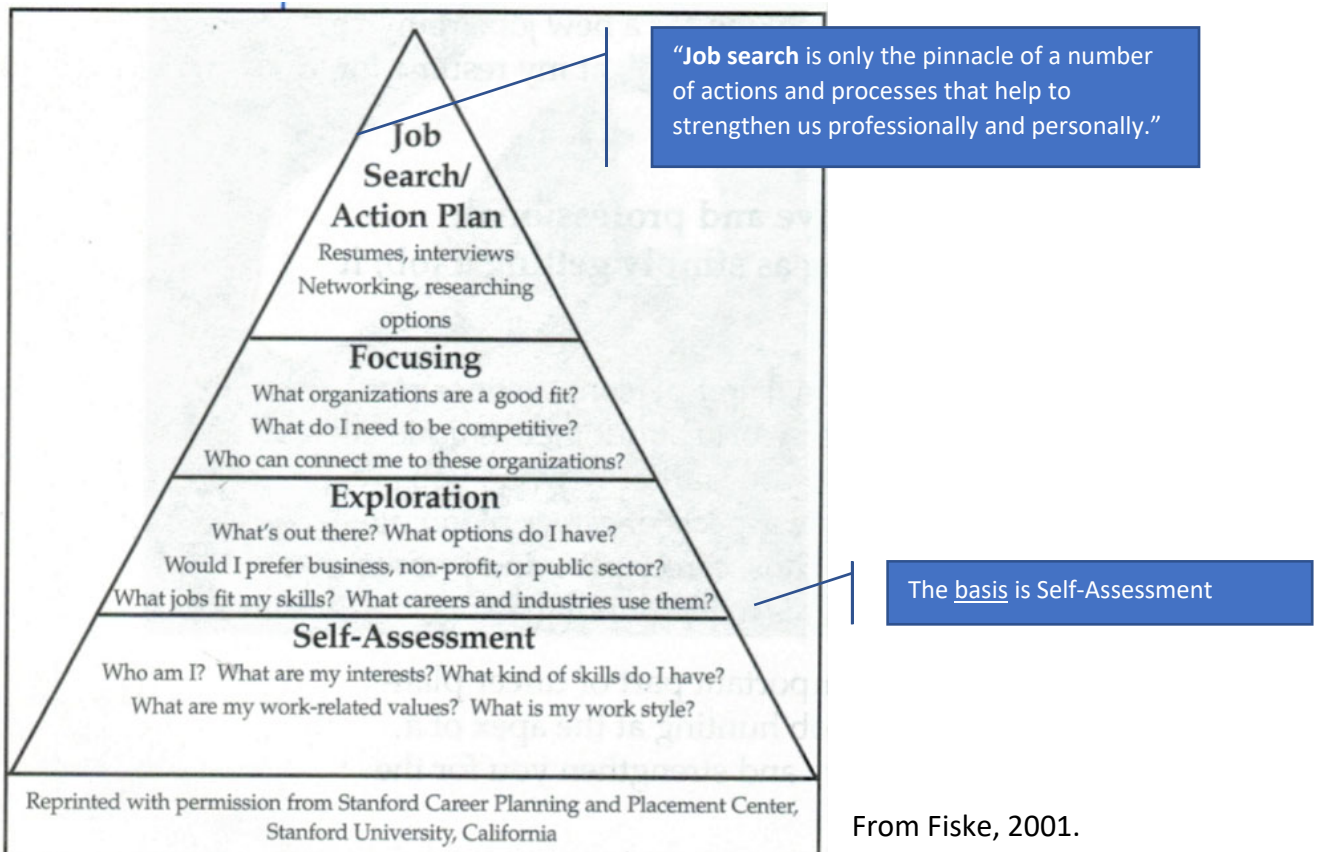 “Job search is only the pinnacle of a number
of actions and processes that help to
strengthen us professionally and personally.”
Job
Search/
Action Plan
Resumes, interviews
Networking, researching
options
Focusing
What organizations are a good fit?
What do I need to be competitive?
Who can connect me to these organizations?
Exploration
What’s out there? What options do I have?
Would I prefer business, non-profit, or public sector?
What jobs fit my skills? What careers and industries use them?
The basis is Self-Assessment
Self-Assessment
Who am I? What are my interests? What kind of skills do I have?
What are my work-related values? What is my work style?
Reprinted with permission from Stanford Career Planning and Placement Center,
Stanford University, California
From Fiske, 2001.